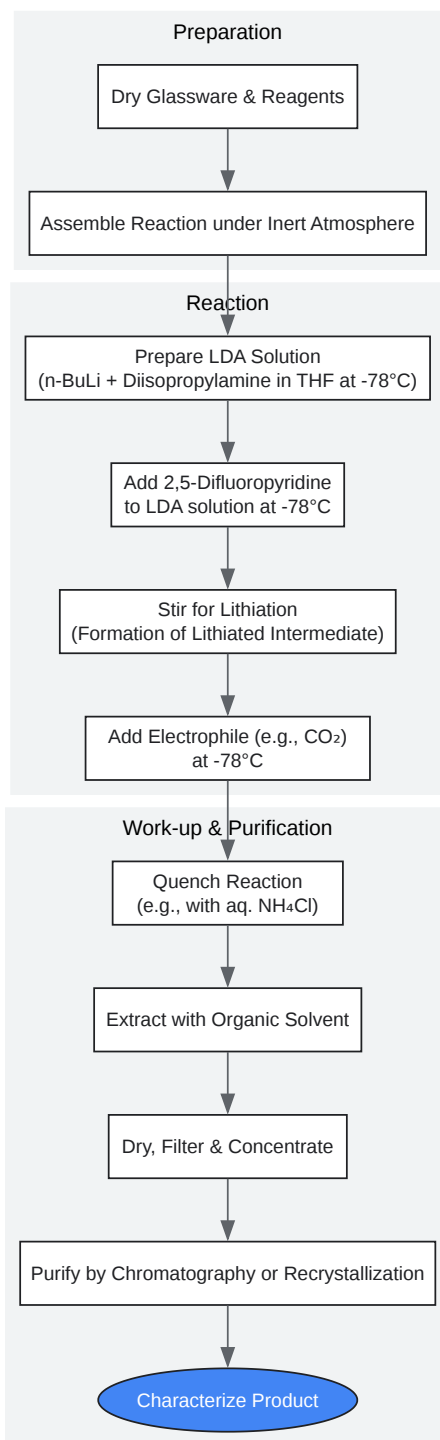 Preparation
Dry Glassware & Reagents
Assemble Reaction under Inert Atmosphere
Reaction
Prepare LDA Solution
(n-BuLi + Diisopropylamine in THF at -78°C)
Add 2,5-Difluoropyridine
to LDA solution at -78°C
Stir for Lithiation
(Formation of Lithiated Intermediate)
Add Electrophile (e.g., CO₂)
at -78°C
Work-up & Purification
Quench Reaction
(e.g., with aq. NH₄Cl)
Extract with Organic Solvent
Dry, Filter & Concentrate
Purify by Chromatography or Recrystallization
Characterize Product